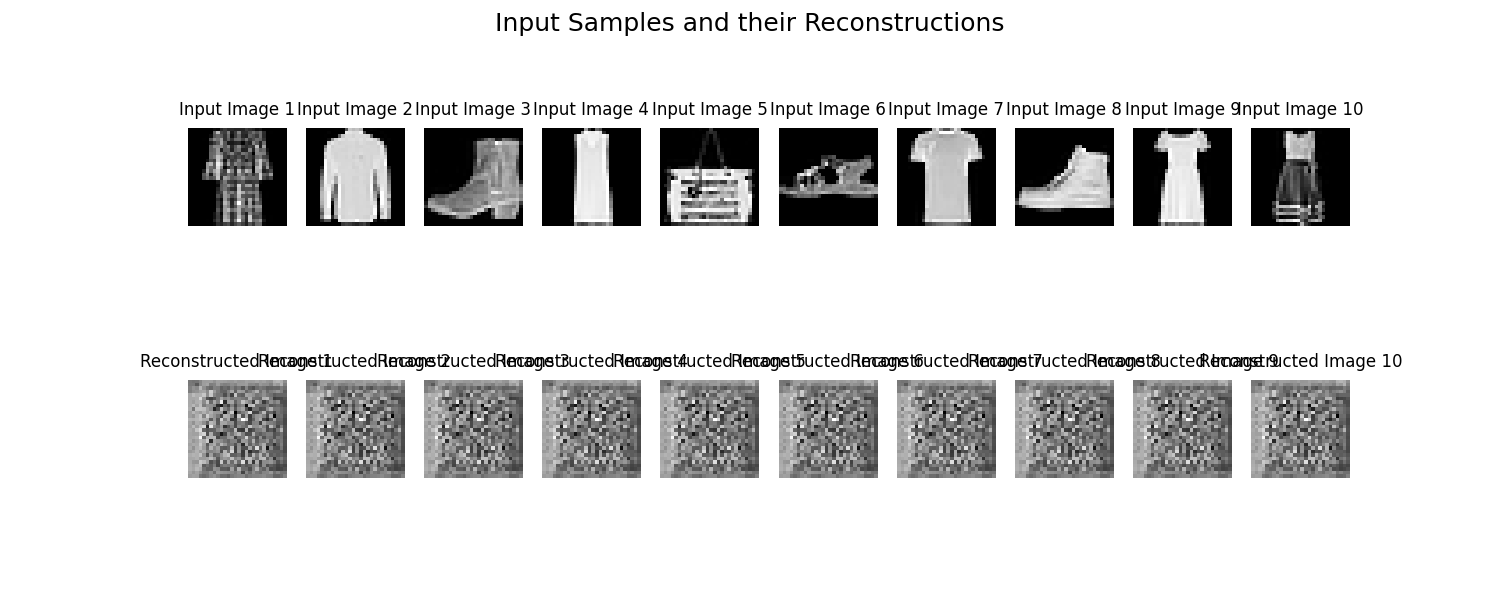 Input Samples and their Reconstructions
Input Image 1 Input Image 2 Input Image 3 Input Image 4 Input Image 5 Input Image 6 Input Image 7 Input Image 8 Input Image 9 Input Image 10
Reconstructed Image 1 Reconstructed Image 2 Reconstructed Image 3 Reconstructed Image 4 Reconstructed Image 5 Reconstructed Image 6 Reconstructed Image 7 Reconstructed Image 8 Reconstructed Image 9 Reconstructed Image 10